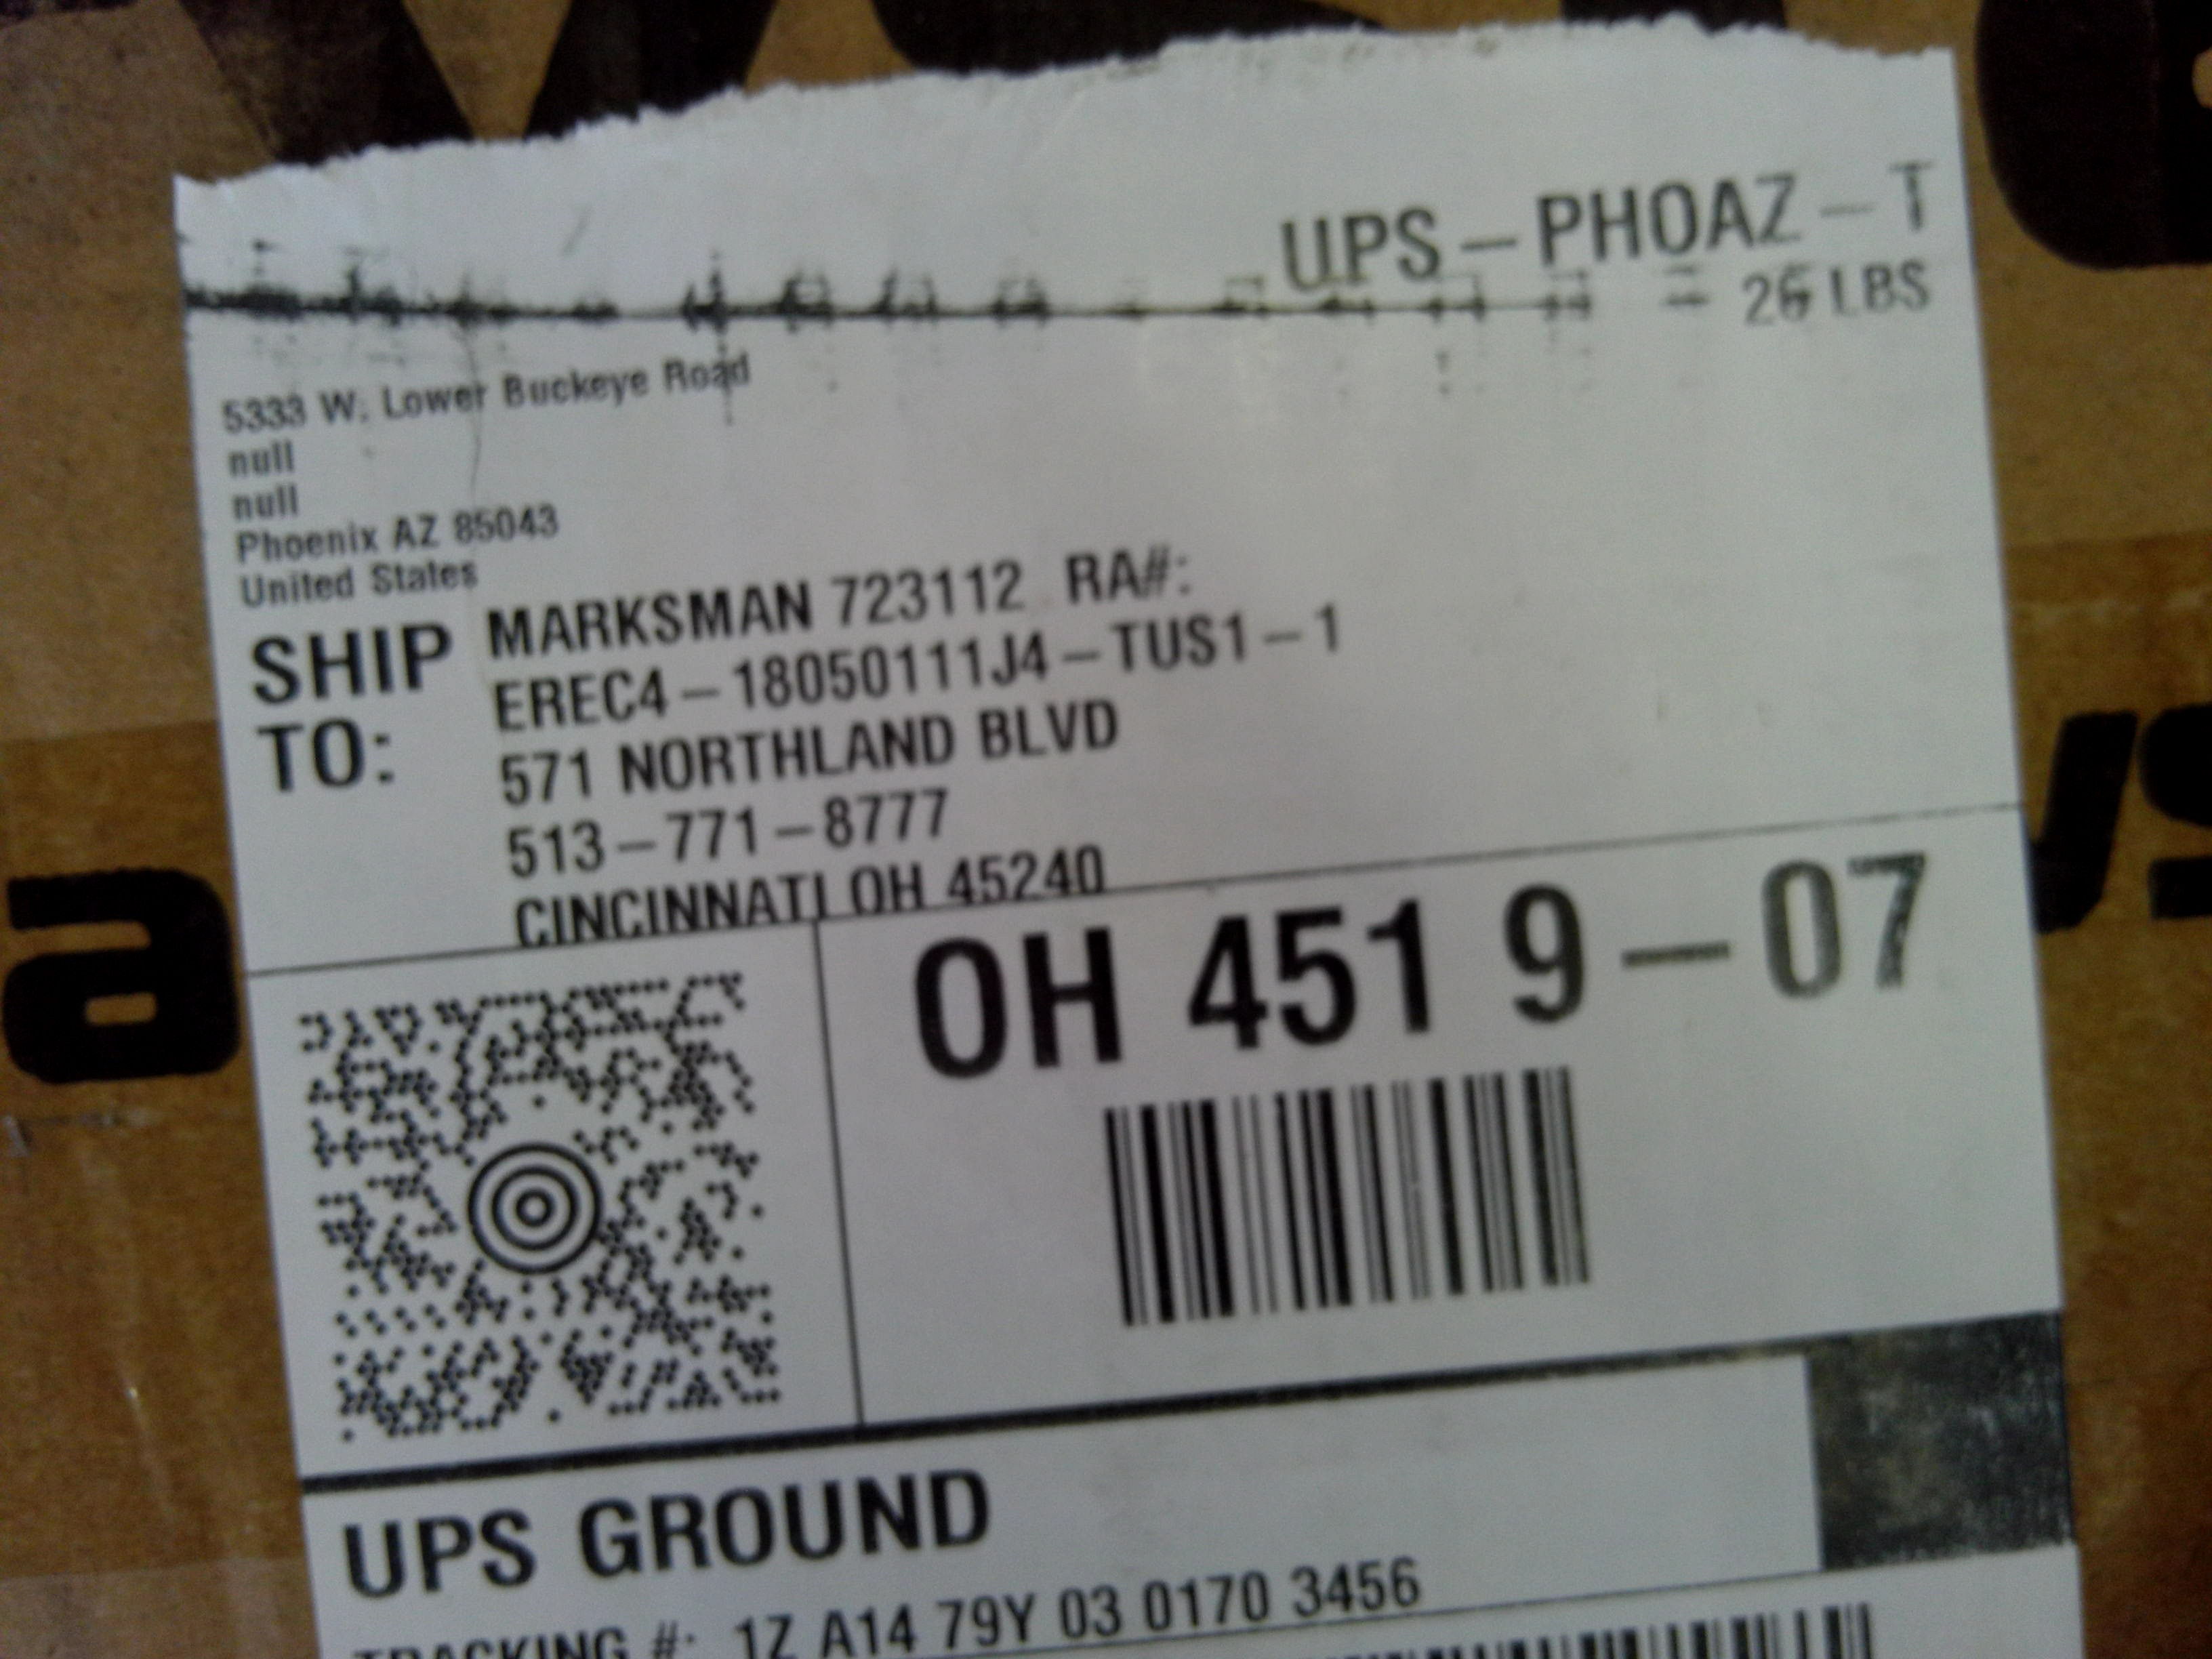 UPS – PHOAZ – T
26 LBS
5333 W. Lower Buckeye Road
null
null
Phoenix AZ 85043
United States
SHIP TO:
MARKSMAN 723112 RA#:
EREC4 – 18050111J4 – TUS1 – 1
571 NORTHLAND BLVD
513 – 771 – 8777
CINCINNATI OH 45240
OH 451 9 – 07
UPS GROUND
TRACKING #: 1Z A14 79Y 03 0170 3456
a